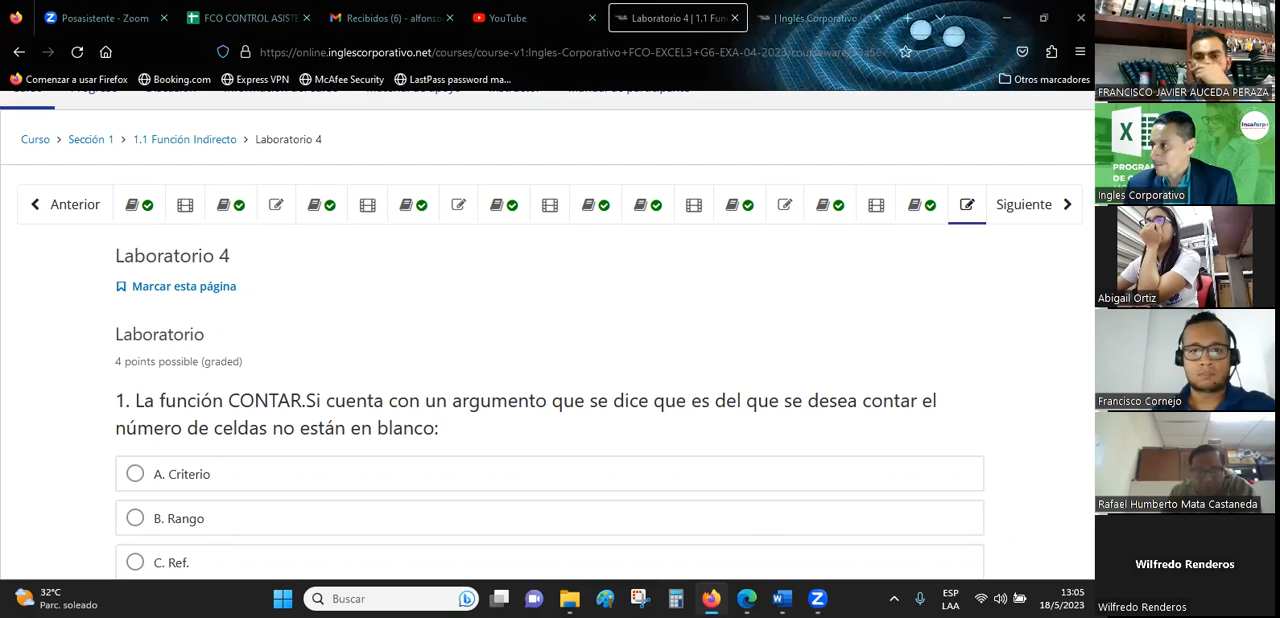 Posasistente - Zoom
FCO CONTROL ASIST
Recibidos (6) - alfonso
YouTube
Laboratorio 4 | 1.1 Fun
| Inglés Corporativo
https://online.inglescorporativo.net/courses/course-v1:Ingles-Corporativo+FCO-EXCEL3+G6-EXA-04-2023/courseware
Comenzar a usar Firefox
Booking.com
Express VPN
McAfee Security
LastPass password ma...
Otros marcadores
Curso > Sección 1 > 1.1 Función Indirecto > Laboratorio 4
Anterior
Siguiente
Laboratorio 4
Marcar esta página
Laboratorio
4 points possible (graded)
1. La función CONTAR.Si cuenta con un argumento que se dice que es del que se desea contar el
número de celdas no están en blanco:
A. Criterio
B. Rango
C. Ref.
32°C
Parc. soleado
Buscar
ESP
LAA
13:05
18/5/2023
FRANCISCO JAVIER AUCEDA PERAZA
X
Insaforp
PROGRAM
DE C
Ingles Corporativo
Abigail Ortiz
Francisco Cornejo
Rafael Humberto Mata Castaneda
Wilfredo Renderos
Wilfredo Renderos